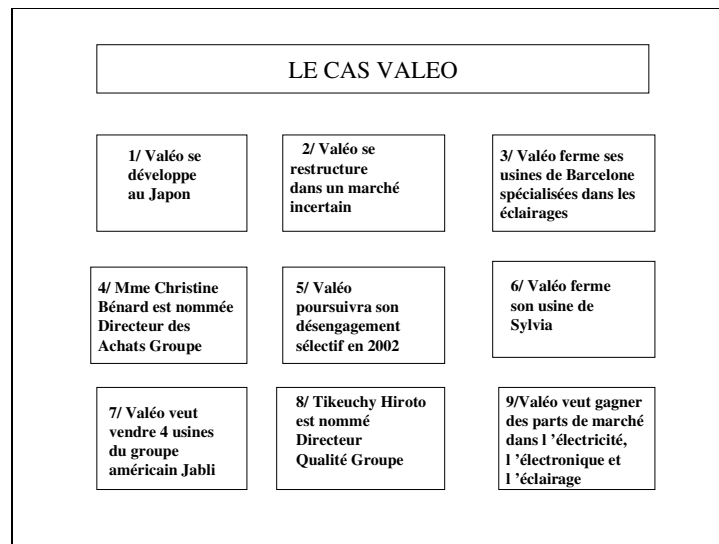 LE CAS VALEO
1/ Valéo se
développe
au Japon
2/ Valéo se
restructure
dans un marché
incertain
3/ Valéo ferme ses
usines de Barcelone
spécialisées dans les
éclairages
4/ Mme Christine
Bénard est nommée
Directeur des
Achats Groupe
5/ Valéo
poursuivra son
désengagement
sélectif en 2002
6/ Valéo ferme
son usine de
Sylvia
7/ Valéo veut
vendre 4 usines
du groupe
américain Jabli
8/ Tikeuchy Hiroto
est nommé
Directeur
Qualité Groupe
9/Valéo veut gagner
des parts de marché
dans l ’électricité,
l ’électronique et
l ’éclairage